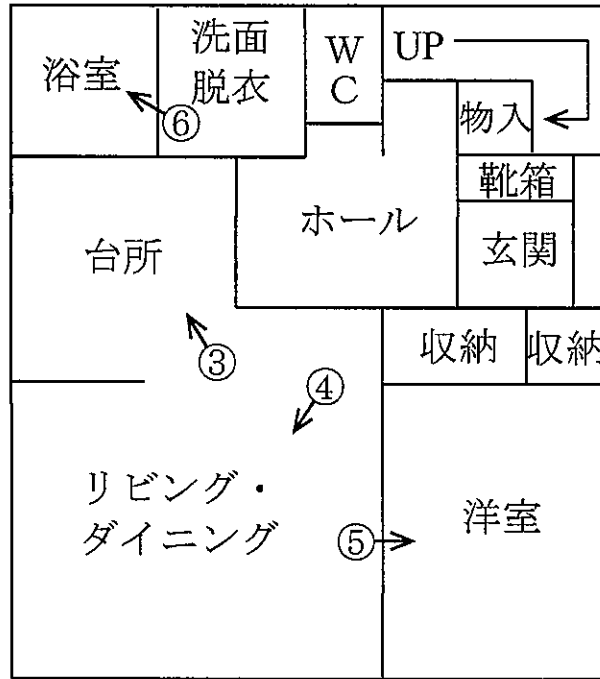 浴室
洗面
脱衣
W
C
UP
物入
靴箱
玄関
ホール
台所
⑥
③
④
⑤
収納
収納
リビング・
ダイニング
洋室